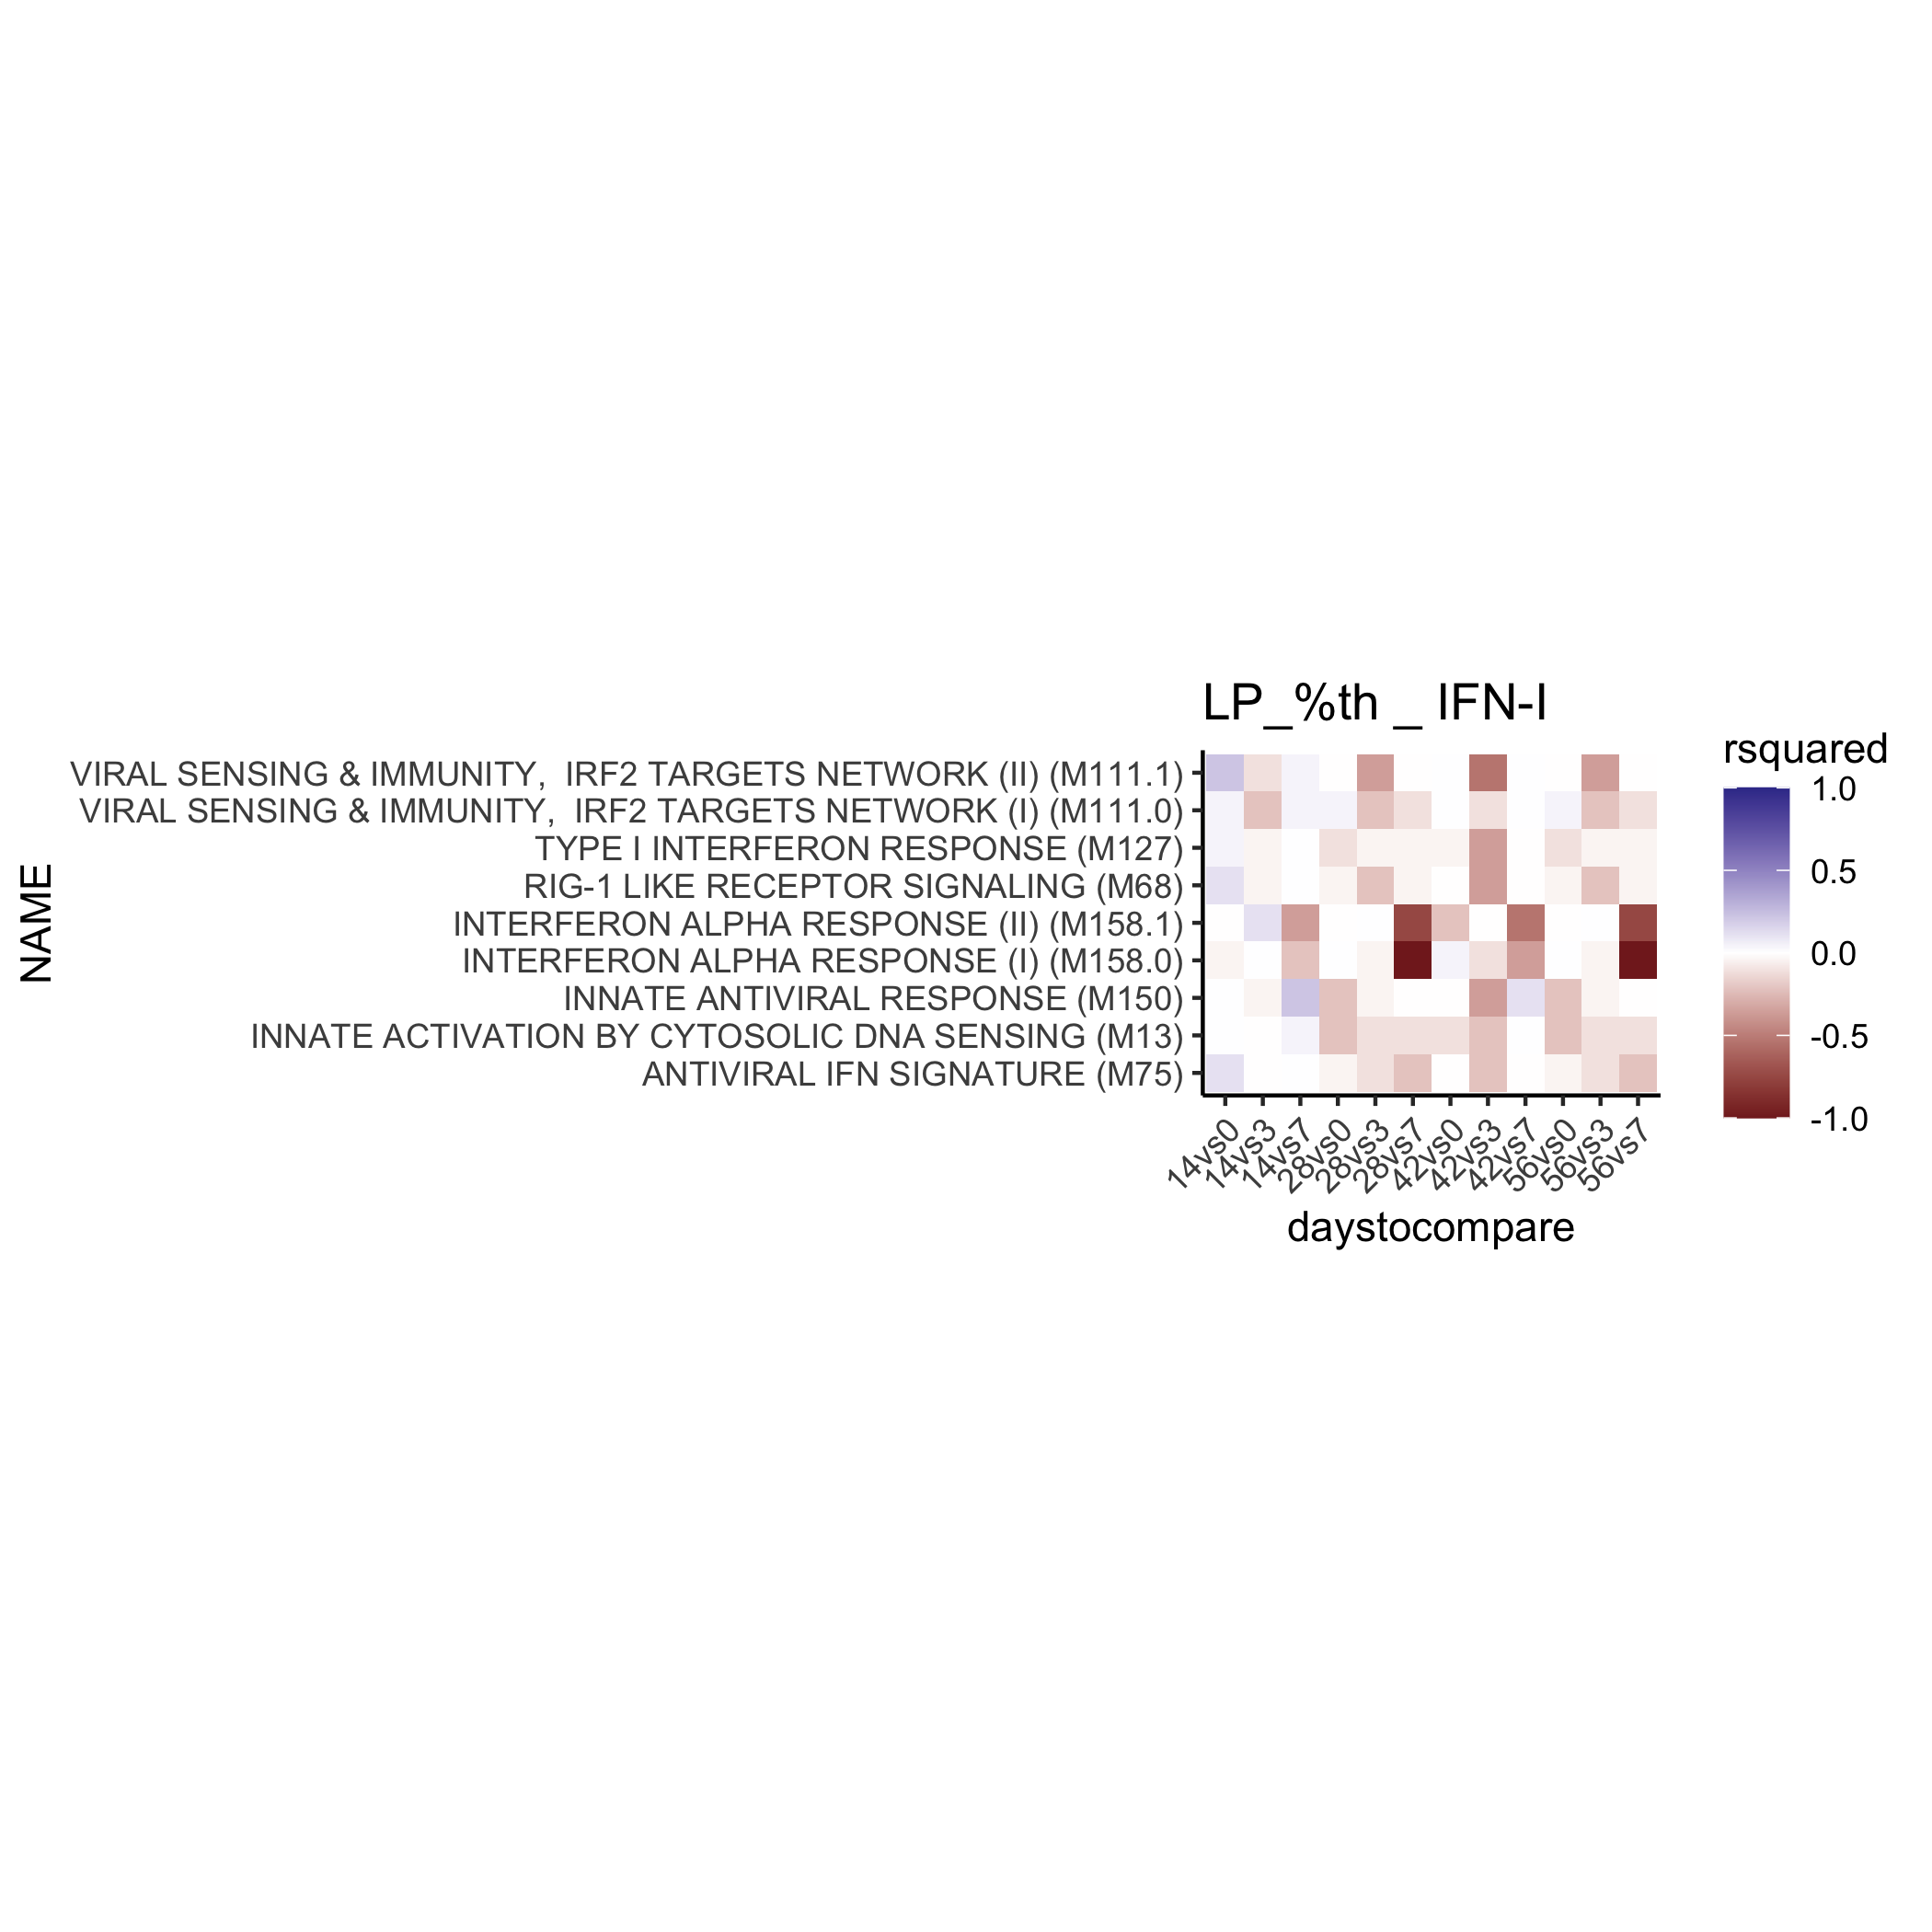 LP_%th _ IFN-I
rsquared
1.0
0.5
0.0
-0.5
-1.0
NAME
VIRAL SENSING & IMMUNITY,  IRF2 TARGETS NETWORK (II) (M111.1)
VIRAL SENSING & IMMUNITY,  IRF2 TARGETS NETWORK (I) (M111.0)
TYPE I INTERFERON RESPONSE (M127)
RIG-1 LIKE RECEPTOR SIGNALING (M68)
INTERFERON ALPHA RESPONSE (II) (M158.1)
INTERFERON ALPHA RESPONSE (I) (M158.0)
INNATE ANTIVIRAL RESPONSE (M150)
INNATE ACTIVATION BY CYTOSOLIC DNA SENSING (M13)
ANTIVIRAL IFN SIGNATURE (M75)
14vs0
14vs3
14vs7
28vs0
28vs3
28vs7
42vs0
42vs3
42vs7
56vs0
56vs3
56vs7
daystocompare